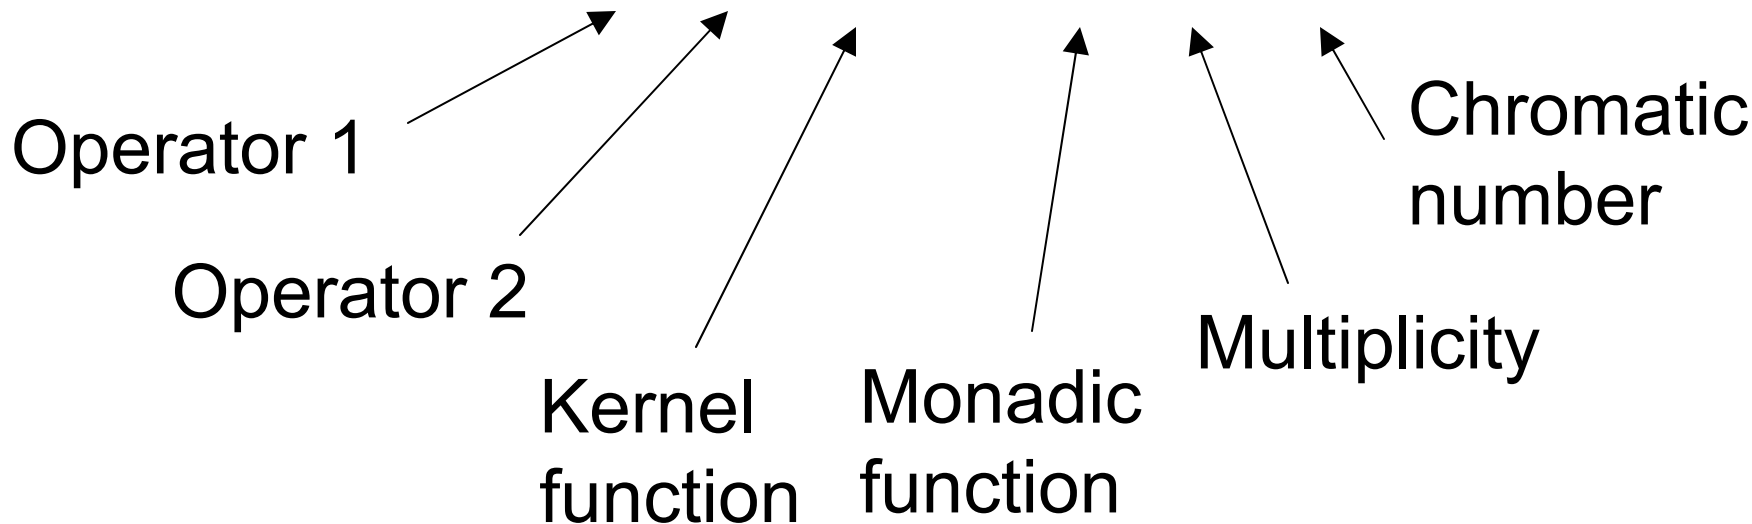 Operator 1
Operator 2
Kernel
function
Monadic
function
Multiplicity
Chromatic
number